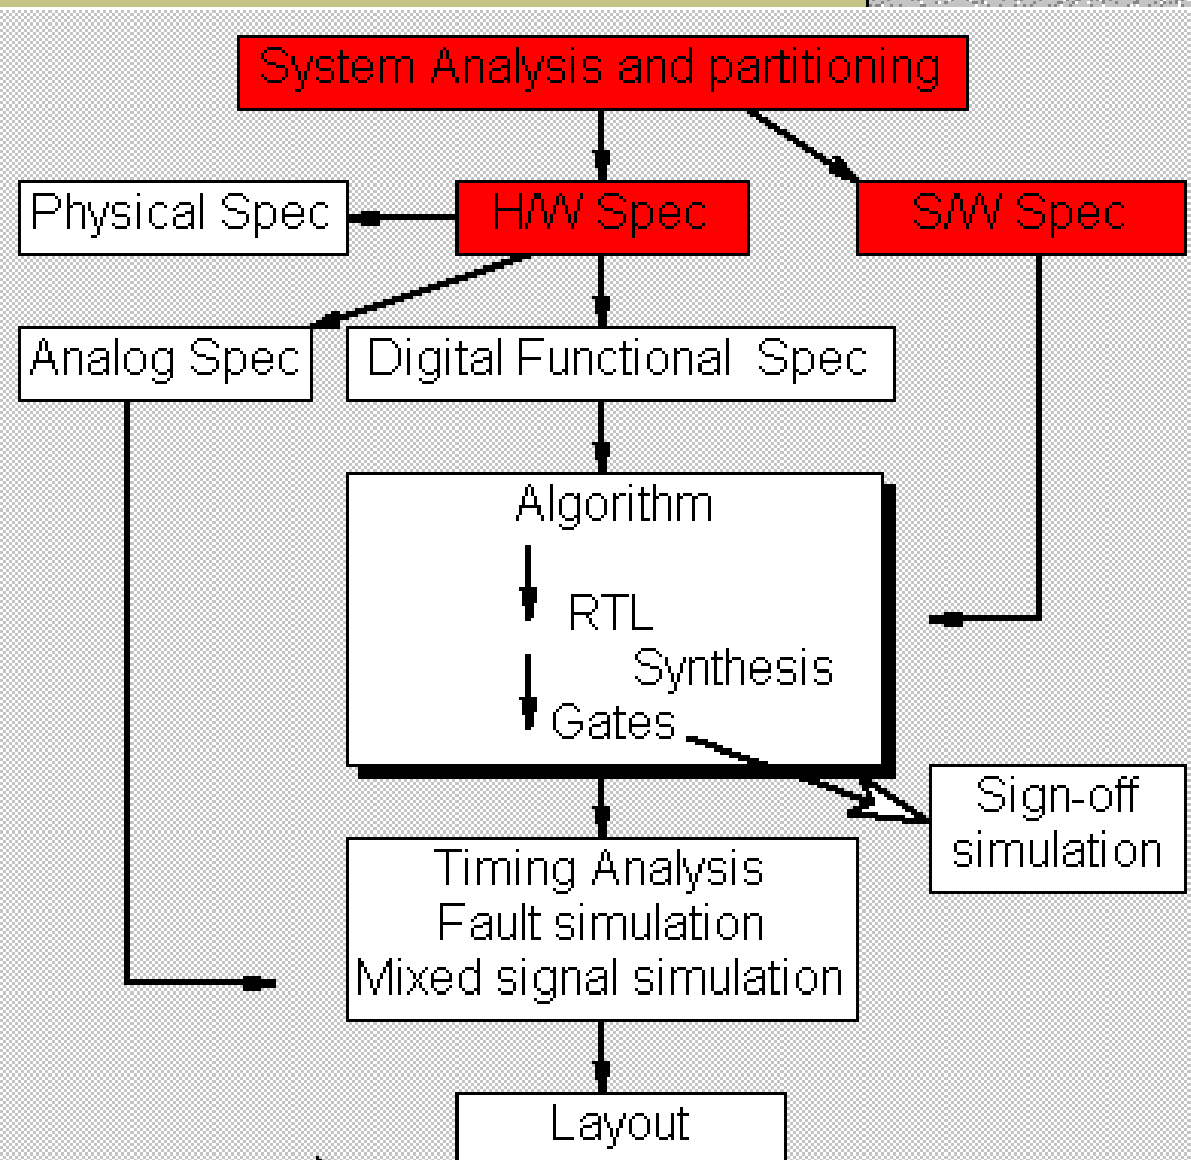 System Analysis and partitioning
Physical Spec
H/W Spec
S/W Spec
Analog Spec
Digital Functional Spec
Algorithm
RTL
Synthesis
Gates
Sign-off
simulation
Timing Analysis
Fault simulation
Mixed signal simulation
Layout